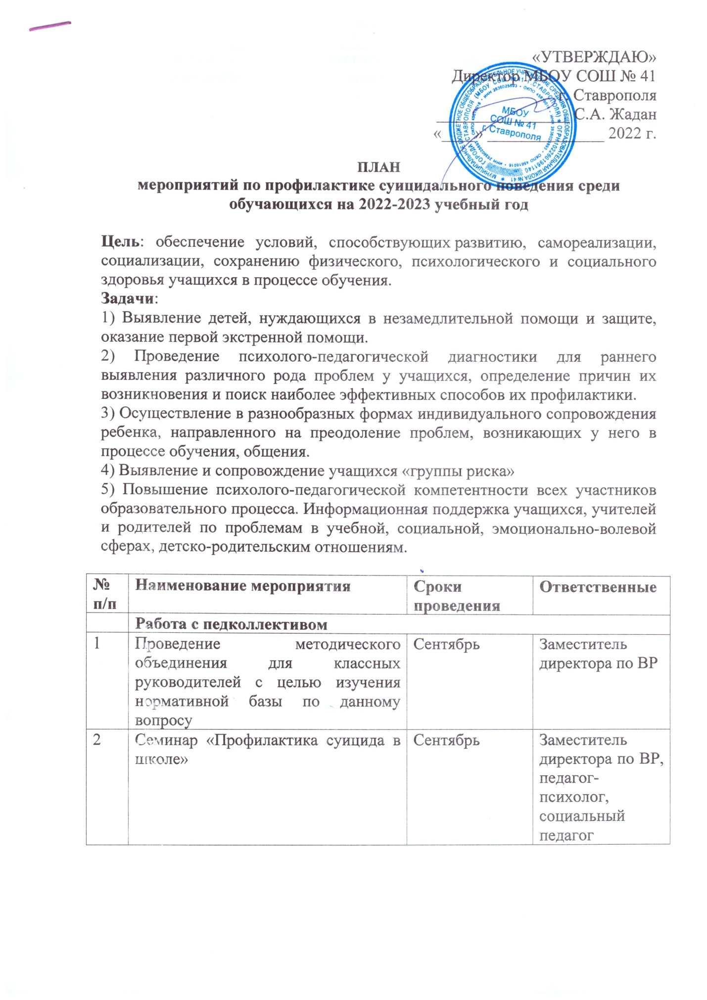 «УТВЕРЖДАЮ»
Директор МБОУ СОШ № 41
г. Ставрополя
С.А. Жадан
«____» ______________ 2022 г.
МБОУ
СОШ № 41
г. Ставрополя
ПЛАН
мероприятий по профилактике суицидального поведения среди
обучающихся на 2022-2023 учебный год
Цель: обеспечение условий, способствующих развитию, самореализации,
социализации, сохранению физического, психологического и социального
здоровья учащихся в процессе обучения.
Задачи:
1) Выявление детей, нуждающихся в незамедлительной помощи и защите,
оказание первой экстренной помощи.
2) Проведение психолого-педагогической диагностики для раннего
выявления различного рода проблем у учащихся, определение причин их
возникновения и поиск наиболее эффективных способов их профилактики.
3) Осуществление в разнообразных формах индивидуального сопровождения
ребенка, направленного на преодоление проблем, возникающих у него в
процессе обучения, общения.
4) Выявление и сопровождение учащихся «группы риска»
5) Повышение психолого-педагогической компетентности всех участников
образовательного процесса. Информационная поддержка учащихся, учителей
и родителей по проблемам в учебной, социальной, эмоционально-волевой
сферах, детско-родительским отношениям.
№ Наименование мероприятия Сроки Ответственные
п/п проведения
Работа с педколлективом
1 Проведение методического Сентябрь Заместитель
объединения для классных директора по ВР
руководителей с целью изучения
нормативной базы по данному
вопросу
2 Семинар «Профилактика суицида в Сентябрь Заместитель
школе» директора по ВР,
педагог-
психолог,
социальный
педагог